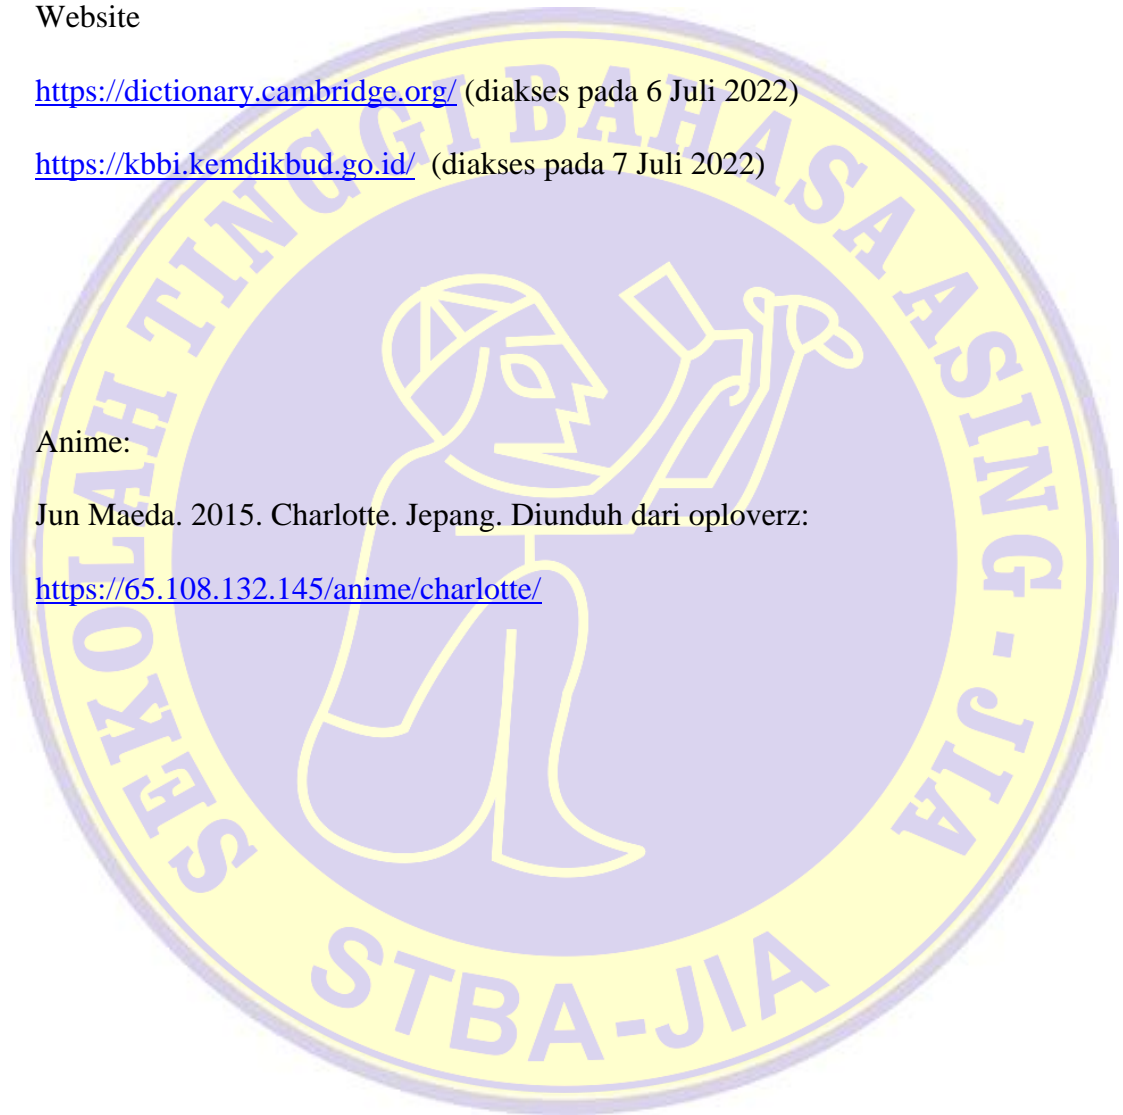 Website
https://dictionary.cambridge.org/ (diakses pada 6 Juli 2022)
https://kbbi.kemdikbud.go.id/ (diakses pada 7 Juli 2022)
Anime:
Jun Maeda. 2015. Charlotte. Jepang. Diunduh dari oploverz:
https://65.108.132.145/anime/charlotte/
SEKOLAH TINGGI BAHASA ASING - JIA
STBA-JIA